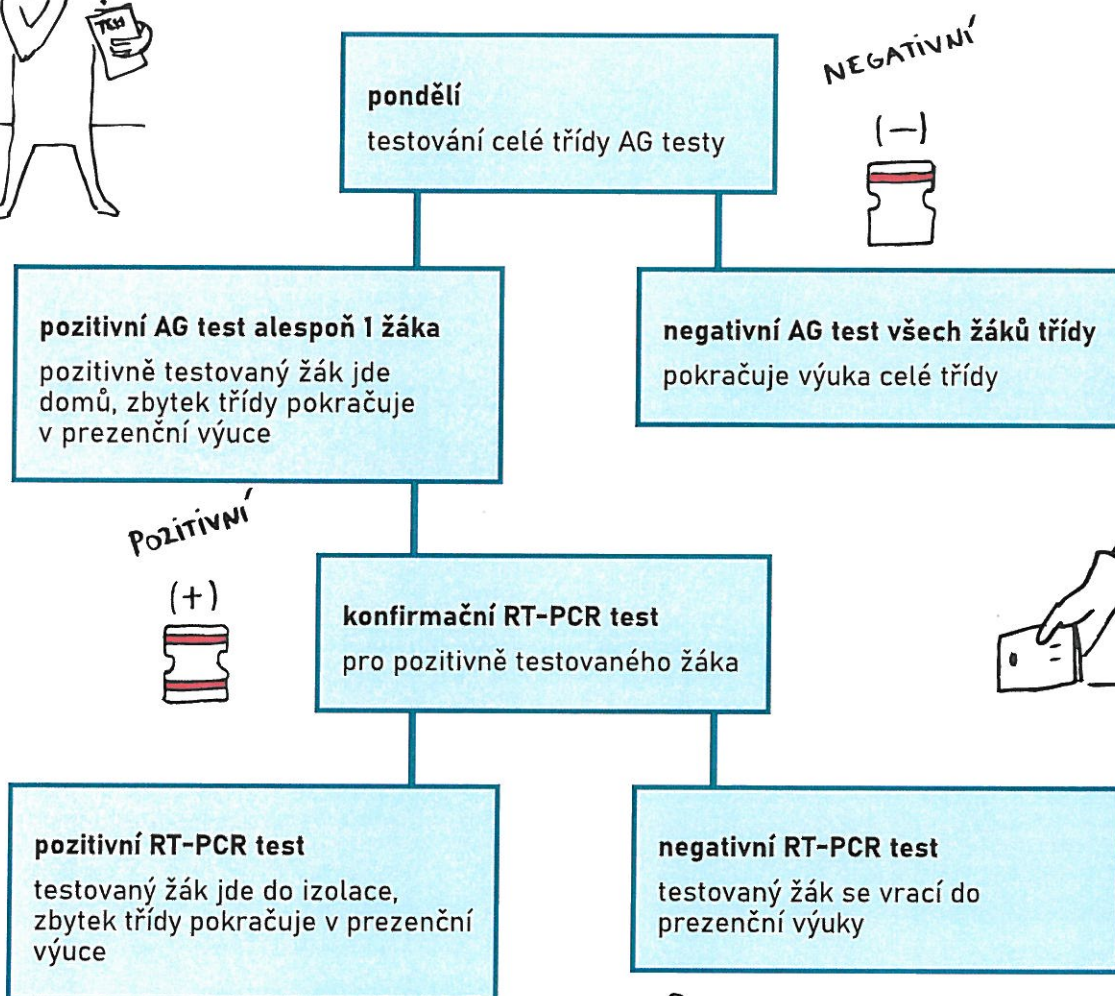 TEST
NEGATIVNÍ
(−)
pondělí
testování celé třídy AG testy
pozitivní AG test alespoň 1 žáka
pozitivně testovaný žák jde
domů, zbytek třídy pokračuje
v prezenční výuce
negativní AG test všech žáků třídy
pokračuje výuka celé třídy
POZITIVNÍ
(+)
konfirmační RT-PCR test
pro pozitivně testovaného žáka
pozitivní RT-PCR test
testovaný žák jde do izolace,
zbytek třídy pokračuje v prezenční
výuce
negativní RT-PCR test
testovaný žák se vrací do
prezenční výuky